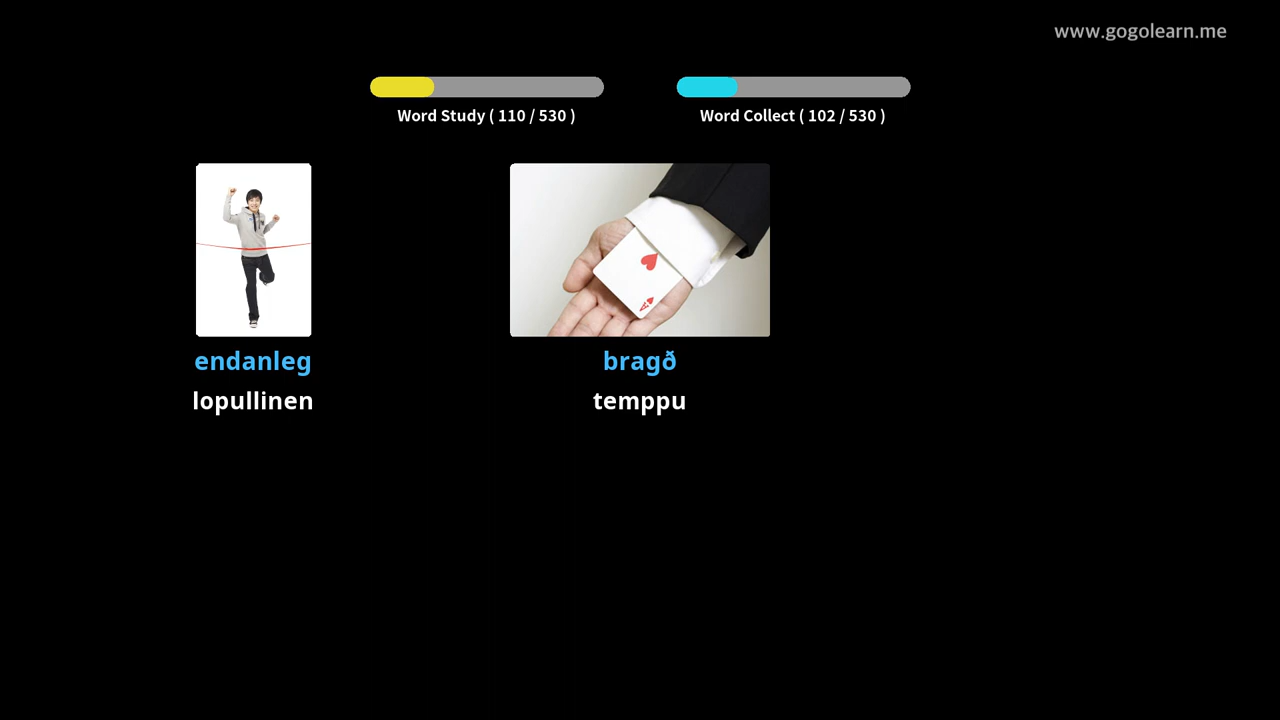 www.gogolearn.me
Word Study ( 110 / 530 )
Word Collect ( 102 / 530 )
endanleg
bragð
lopullinen
temppu